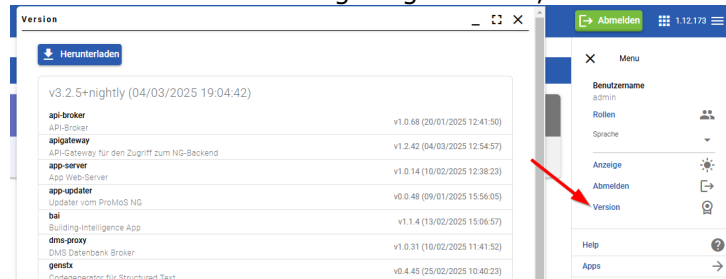 Version
Herunterladen
v3.2.5+nightly (04/03/2025 19:04:42)
api-broker
API-Broker
v1.0.68 (20/01/2025 12:41:50)
apigateway
API-Gateway für den Zugriff zum NG-Backend
v1.2.42 (04/03/2025 12:54:57)
app-server
App Web-Server
v1.0.14 (10/02/2025 12:38:23)
app-updater
Updater vom ProMoS NG
v0.0.48 (09/01/2025 15:56:05)
bai
Building-Intelligence App
v1.1.4 (13/02/2025 15:06:57)
dms-proxy
DMS Datenbank Broker
v1.0.31 (10/02/2025 11:41:52)
genstx
Codegenerator für Structured Text
v0.4.45 (25/02/2025 10:40:23)
Abmelden
1.12.173
Menu
Benutzername
admin
Rollen
Sprache
Anzeige
Abmelden
Version
Help
Apps